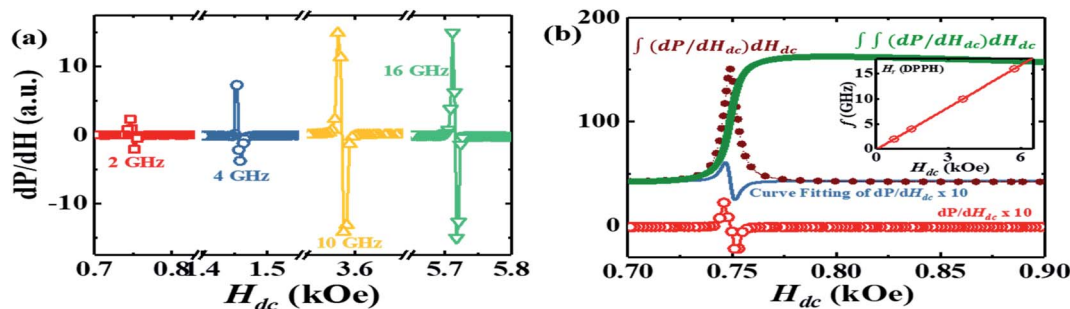 (a)
15
10
0
-10
dP/dH (a.u.)
2 GHz
4 GHz
10 GHz
16 GHz
0.7
0.8
1.4
1.5
3.6
5.7
5.8
H_dc (kOe)
(b)
200
100
0
∫ (dP/dH_dc)dH_dc
∫ ∫ (dP/dH_dc)dH_dc
H_r (DPPH)
15
10
5
0
f (GHz)
0
2
4
6
H_dc (kOe)
Curve Fitting of dP/dH_dc x 10
dP/dH_dc x 10
0.70
0.75
0.80
0.85
0.90
H_dc (kOe)